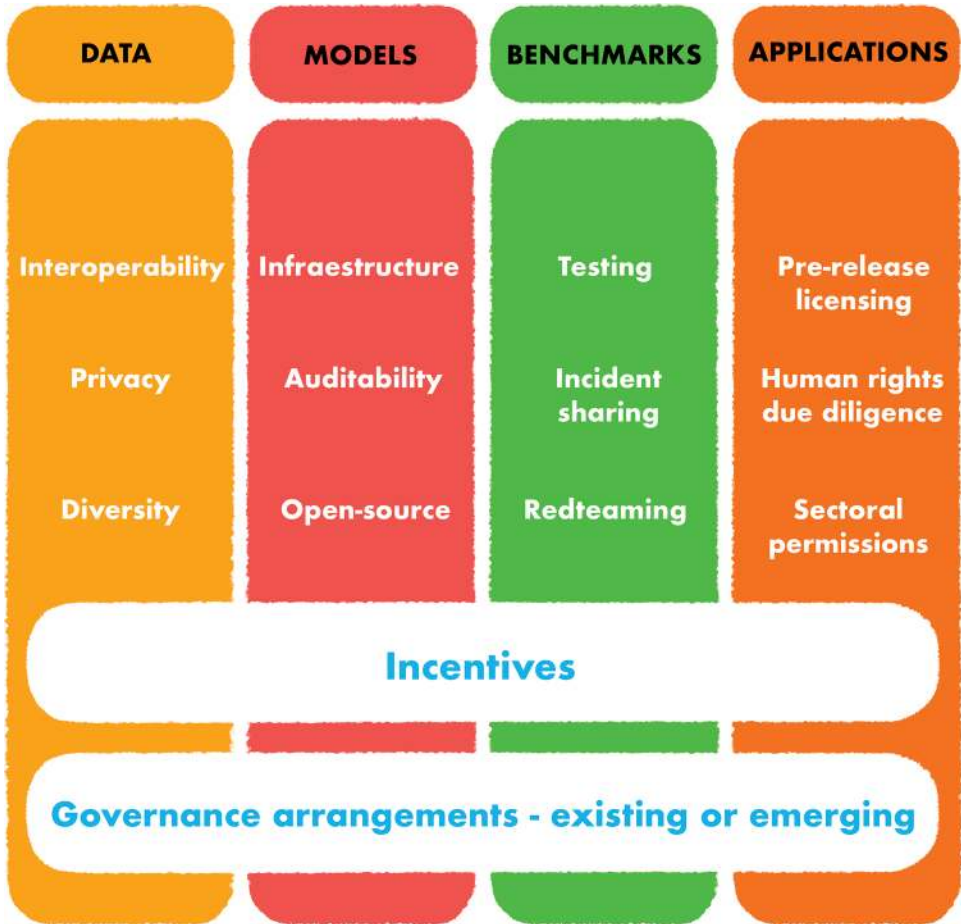 DATA
MODELS
BENCHMARKS
APPLICATIONS
Interoperability
Infraestructure
Testing
Pre-release
licensing
Privacy
Auditability
Incident
sharing
Human rights
due diligence
Diversity
Open-source
Redteaming
Sectoral
permissions
Incentives
Governance arrangements - existing or emerging